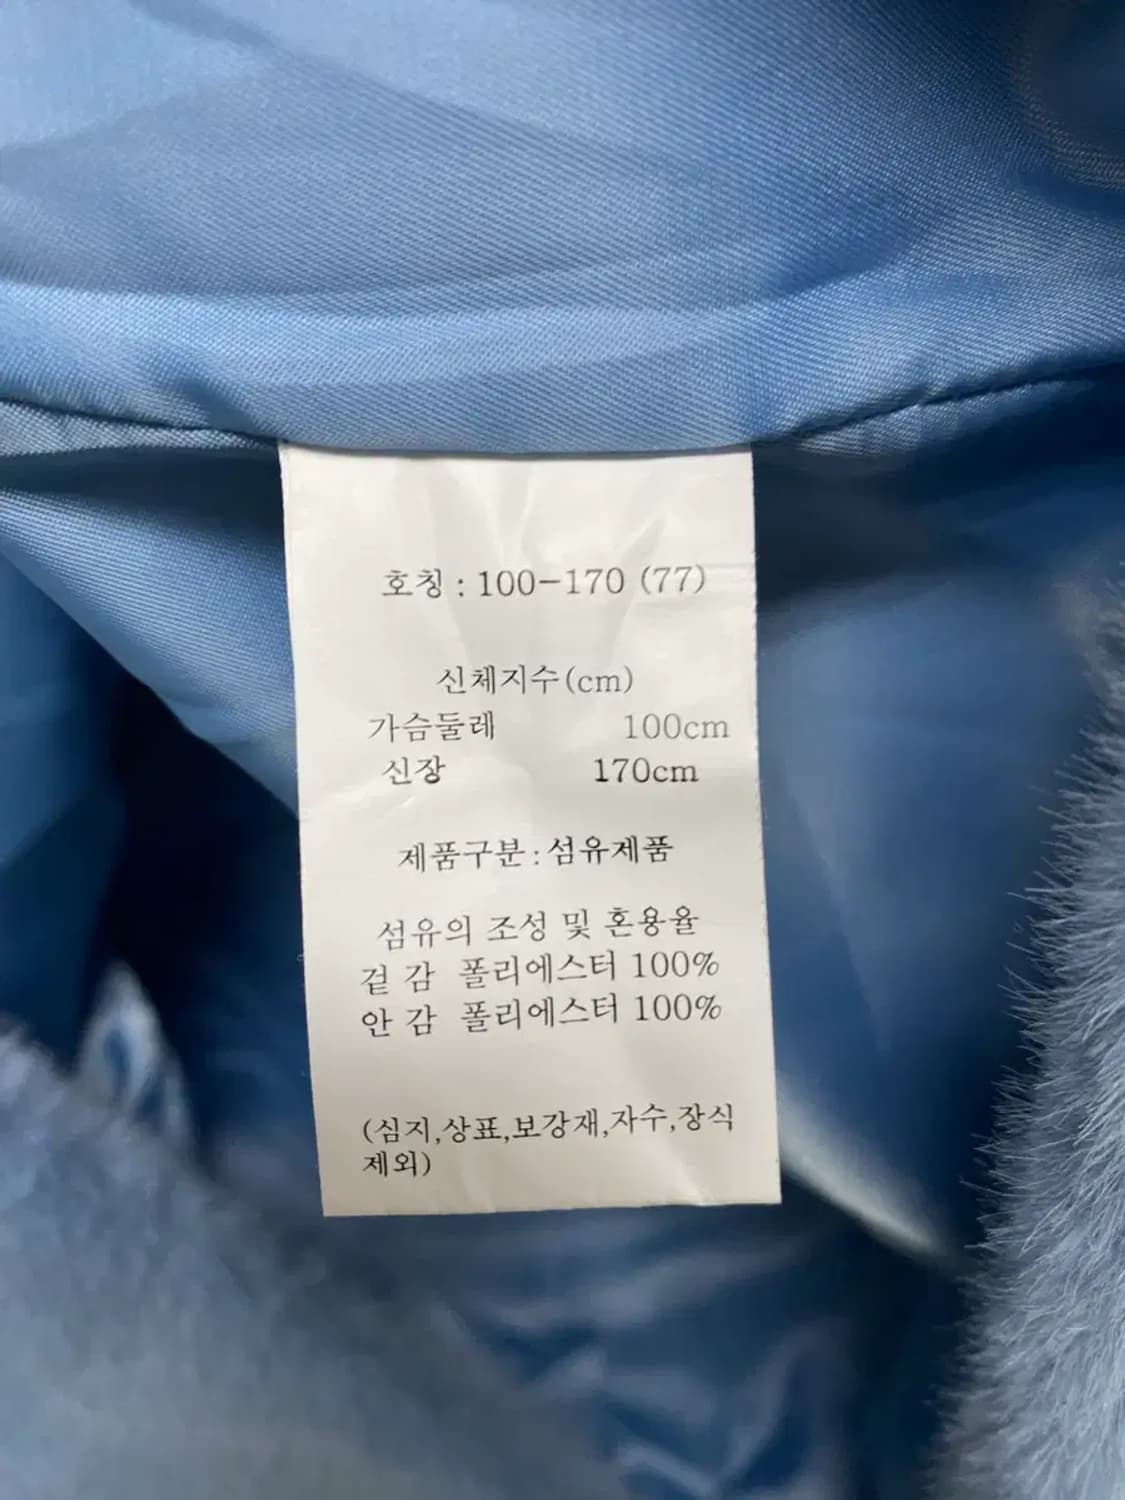 호칭 : 100-170 (77)
신체지수(cm)
가슴둘레 100cm
신장 170cm
제품구분 : 섬유제품
섬유의 조성 및 혼용율
겉 감 폴리에스터 100%
안 감 폴리에스터 100%
(심지,상표,보강재,자수,장식
제외)